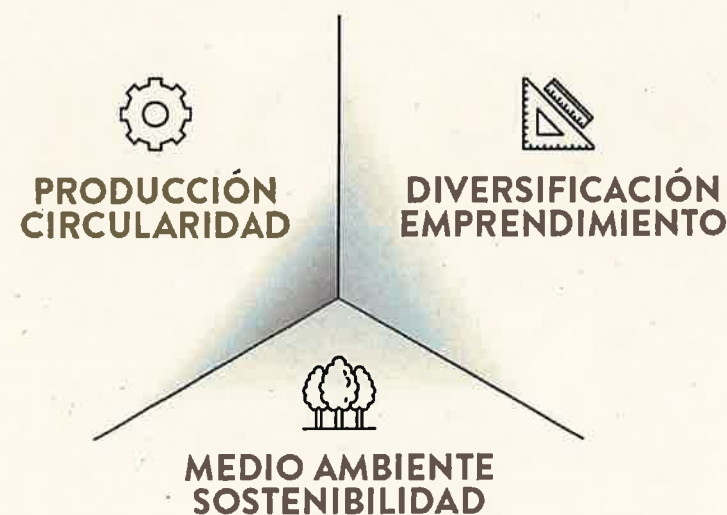 PRODUCCIÓN
CIRCULARIDAD
DIVERSIFICACIÓN
EMPRENDIMIENTO
MEDIO AMBIENTE
SOSTENIBILIDAD